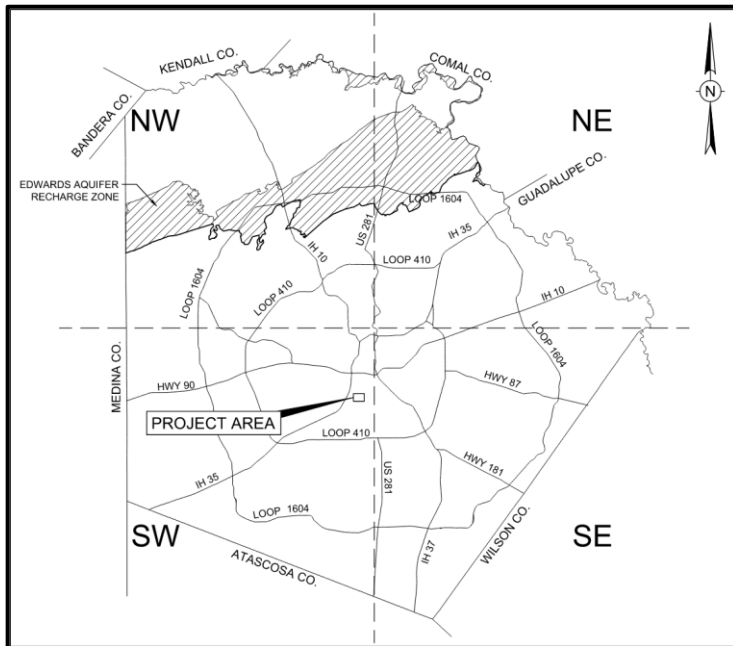 KENDALL CO.
COMAL CO.
BANDERA CO.
NW
NE
N
EDWARDS AQUIFER
RECHARGE ZONE
GUADALUPE CO.
LOOP 1604
US 281
IH 35
IH 10
LOOP 410
LOOP 1604
LOOP 410
IH 10
LOOP 1604
MEDINA CO.
HWY 90
HWY 87
PROJECT AREA
LOOP 410
US 281
HWY 181
IH 35
LOOP 1604
SW
SE
WILSON CO.
ATASCOSA CO.
IH 37